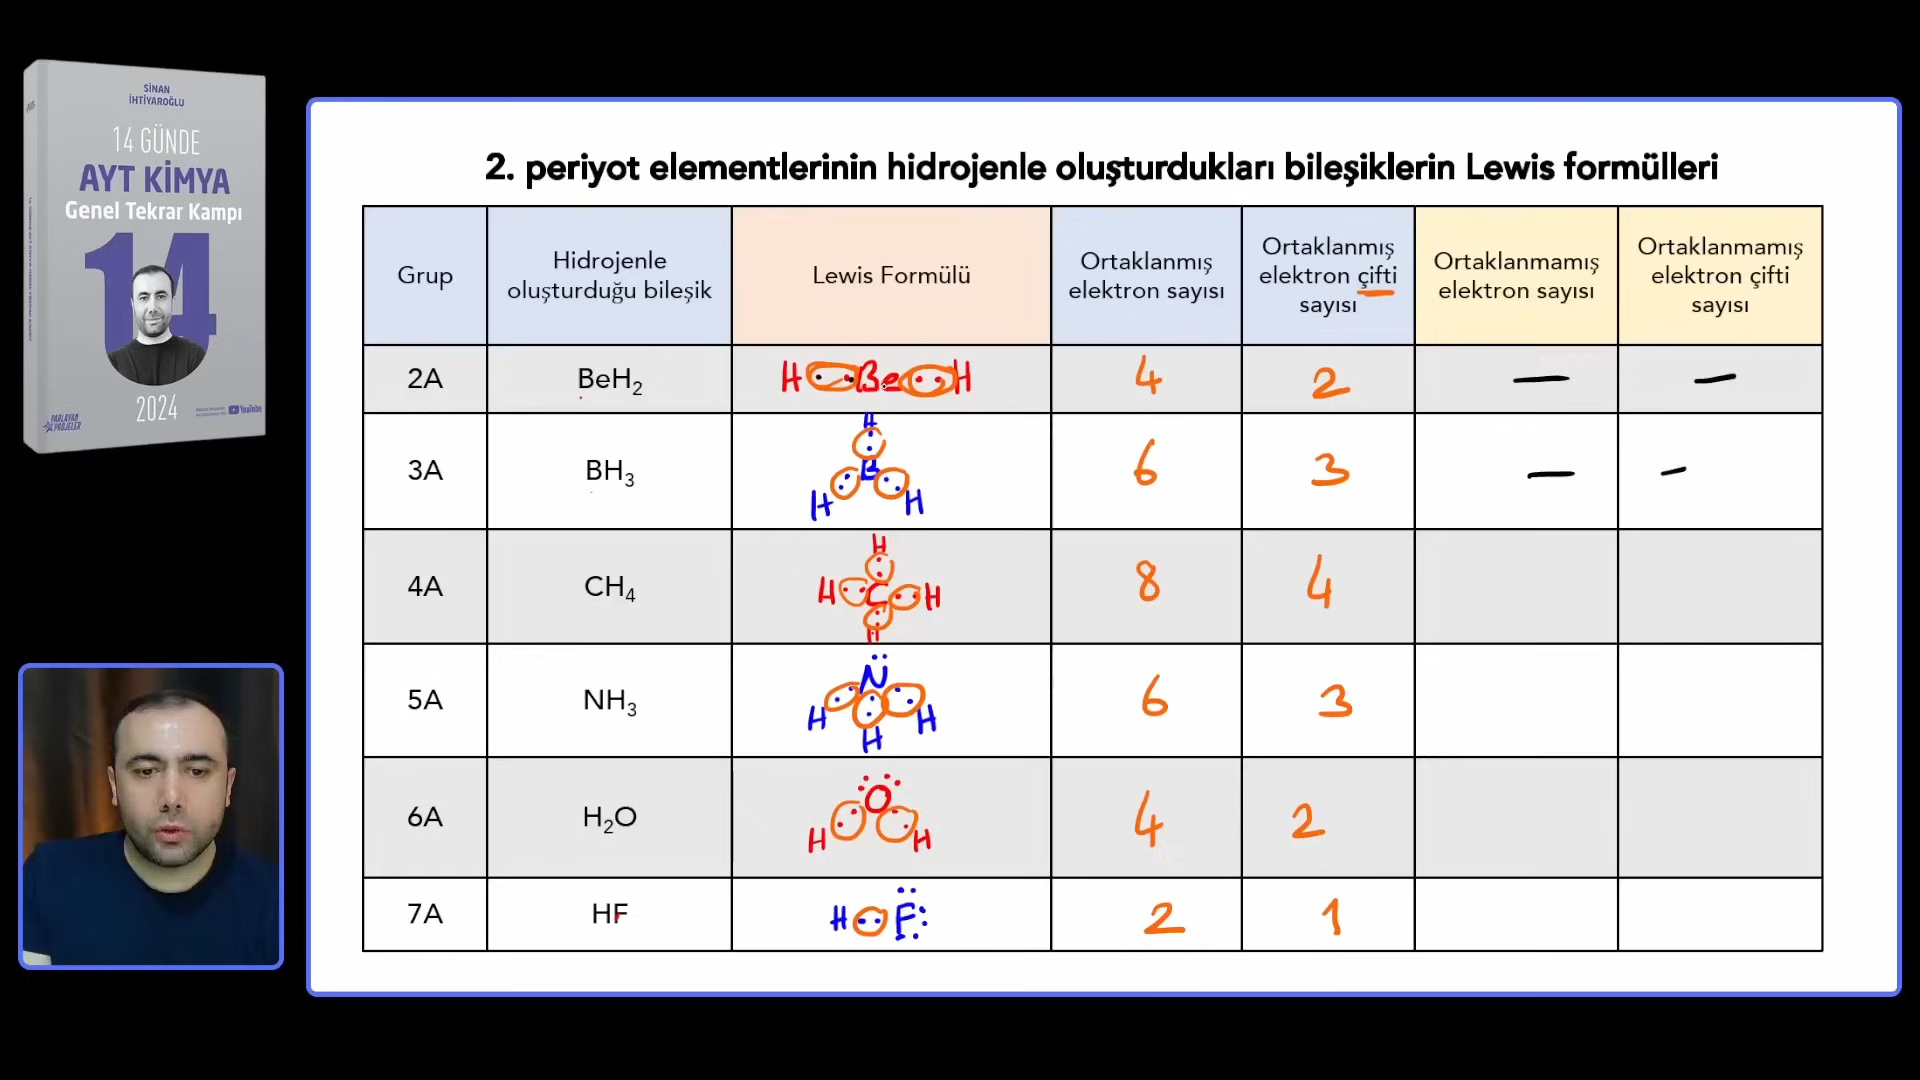 SİNAN
İHTİYAROĞLU
14 GÜNDE
AYT KİMYA
Genel Tekrar Kampı
14
2024
PARLAYAN
PROJELER
YouTube
2. periyot elementlerinin hidrojenle oluşturdukları bileşiklerin Lewis formülleri
Grup
Hidrojenle
oluşturduğu bileşik
Lewis Formülü
Ortaklanmış
elektron sayısı
Ortaklanmış
elektron çifti
sayısı
Ortaklanmamış
elektron sayısı
Ortaklanmamış
elektron çifti
sayısı
2A BeH₂ H Be H 4 2 — —
H
3A BH₃ B 6 3 — —
H H
H
4A CH₄ H C H 8 4
H
5A NH₃ N 6 3
H H
H
6A H₂O O 4 2
H H
7A HF H F 2 1